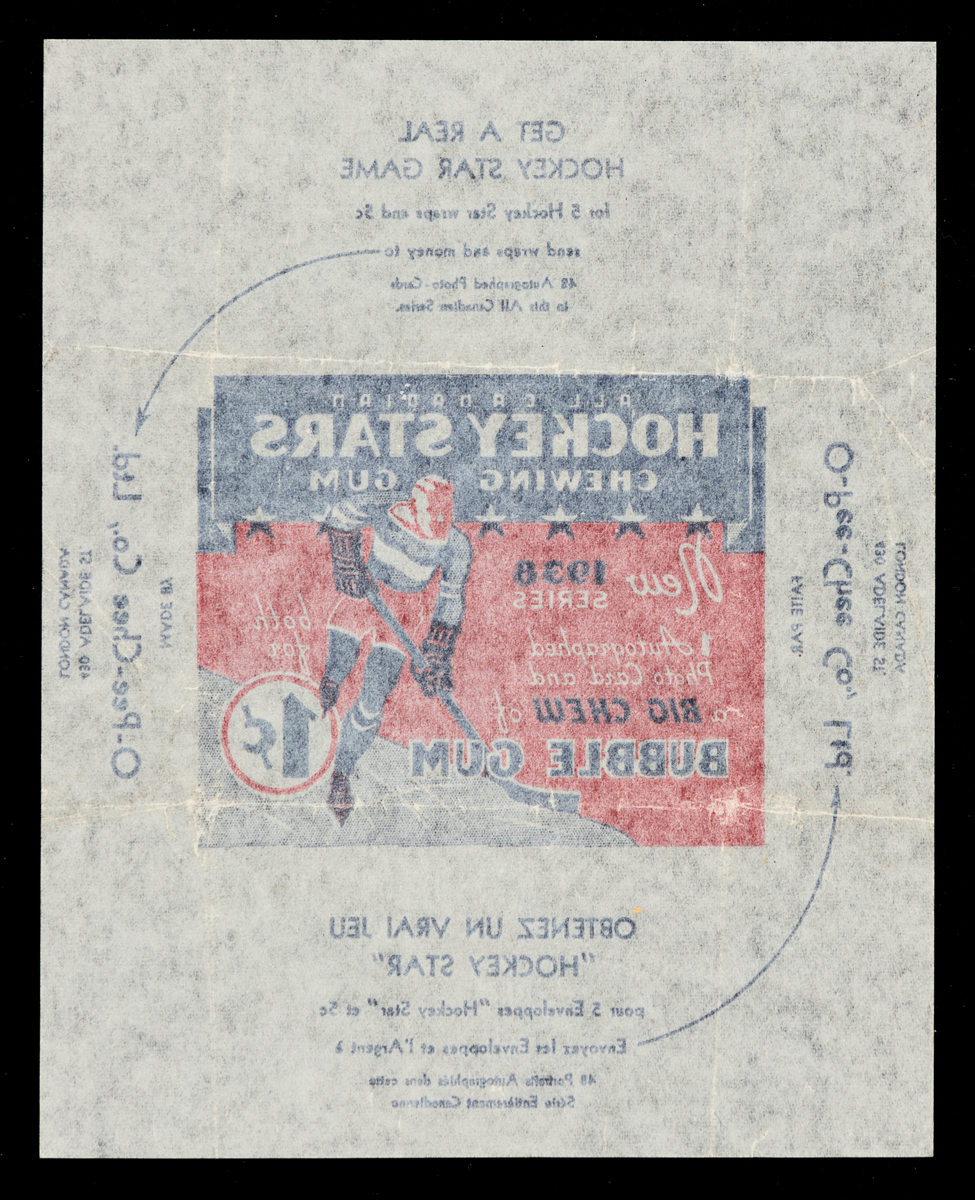 GET A REAL
HOCKEY STAR GAME
for 5 Hockey Star wraps and 5c
send wraps and money to
48 Autographed Photo-Cards
in this All Canadian Series.
ALL CANADIAN
HOCKEY STARS
CHEWING GUM
New 1938
SERIES
1 Autographed
Photo Card and
a BIG CHEW of
BUBBLE GUM
both
for
1¢
MADE BY
O-Pee-Chee Co., Ltd.
430 ADELAIDE ST.
LONDON CANADA
FAITE PAR
O-Pee-Chee Co., Ltd.
430 ADELAIDE ST.
LONDON CANADA
OBTENEZ UN VRAI JEU
"HOCKEY STAR"
pour 5 Enveloppes "Hockey Star" et 5c
Envoyez les Enveloppes et l'Argent à
48 Portraits Autographiés dans cette
Série Entièrement Canadienne